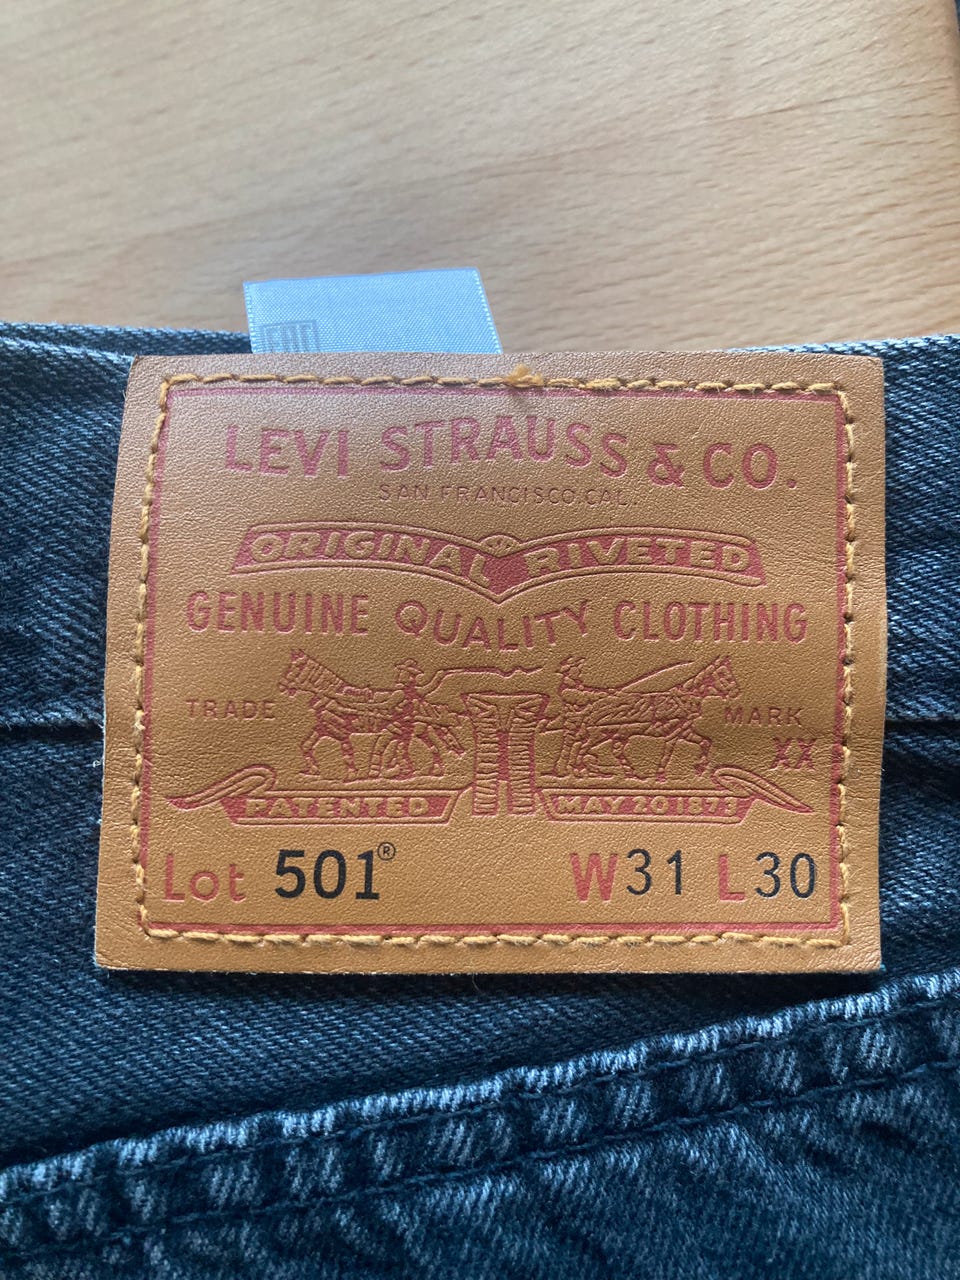 LEVI STRAUSS & CO.
SAN FRANCISCO, CAL.
ORIGINAL RIVETED
GENUINE QUALITY CLOTHING
TRADE MARK
XX
PATENTED MAY 20 1873
Lot 501® W31 L30